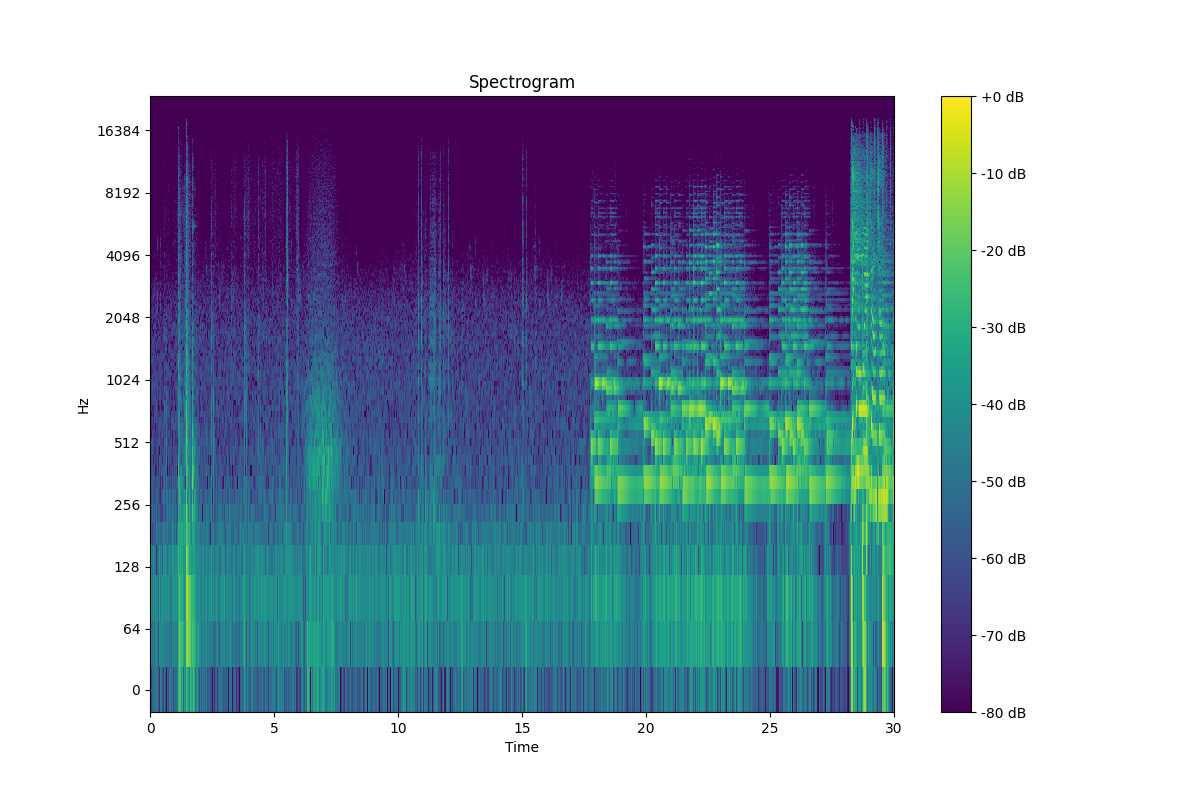 Spectrogram
16384
8192
4096
2048
1024
512
256
128
64
0
Hz
0 5 10 15 20 25 30
Time
+0 dB
-10 dB
-20 dB
-30 dB
-40 dB
-50 dB
-60 dB
-70 dB
-80 dB